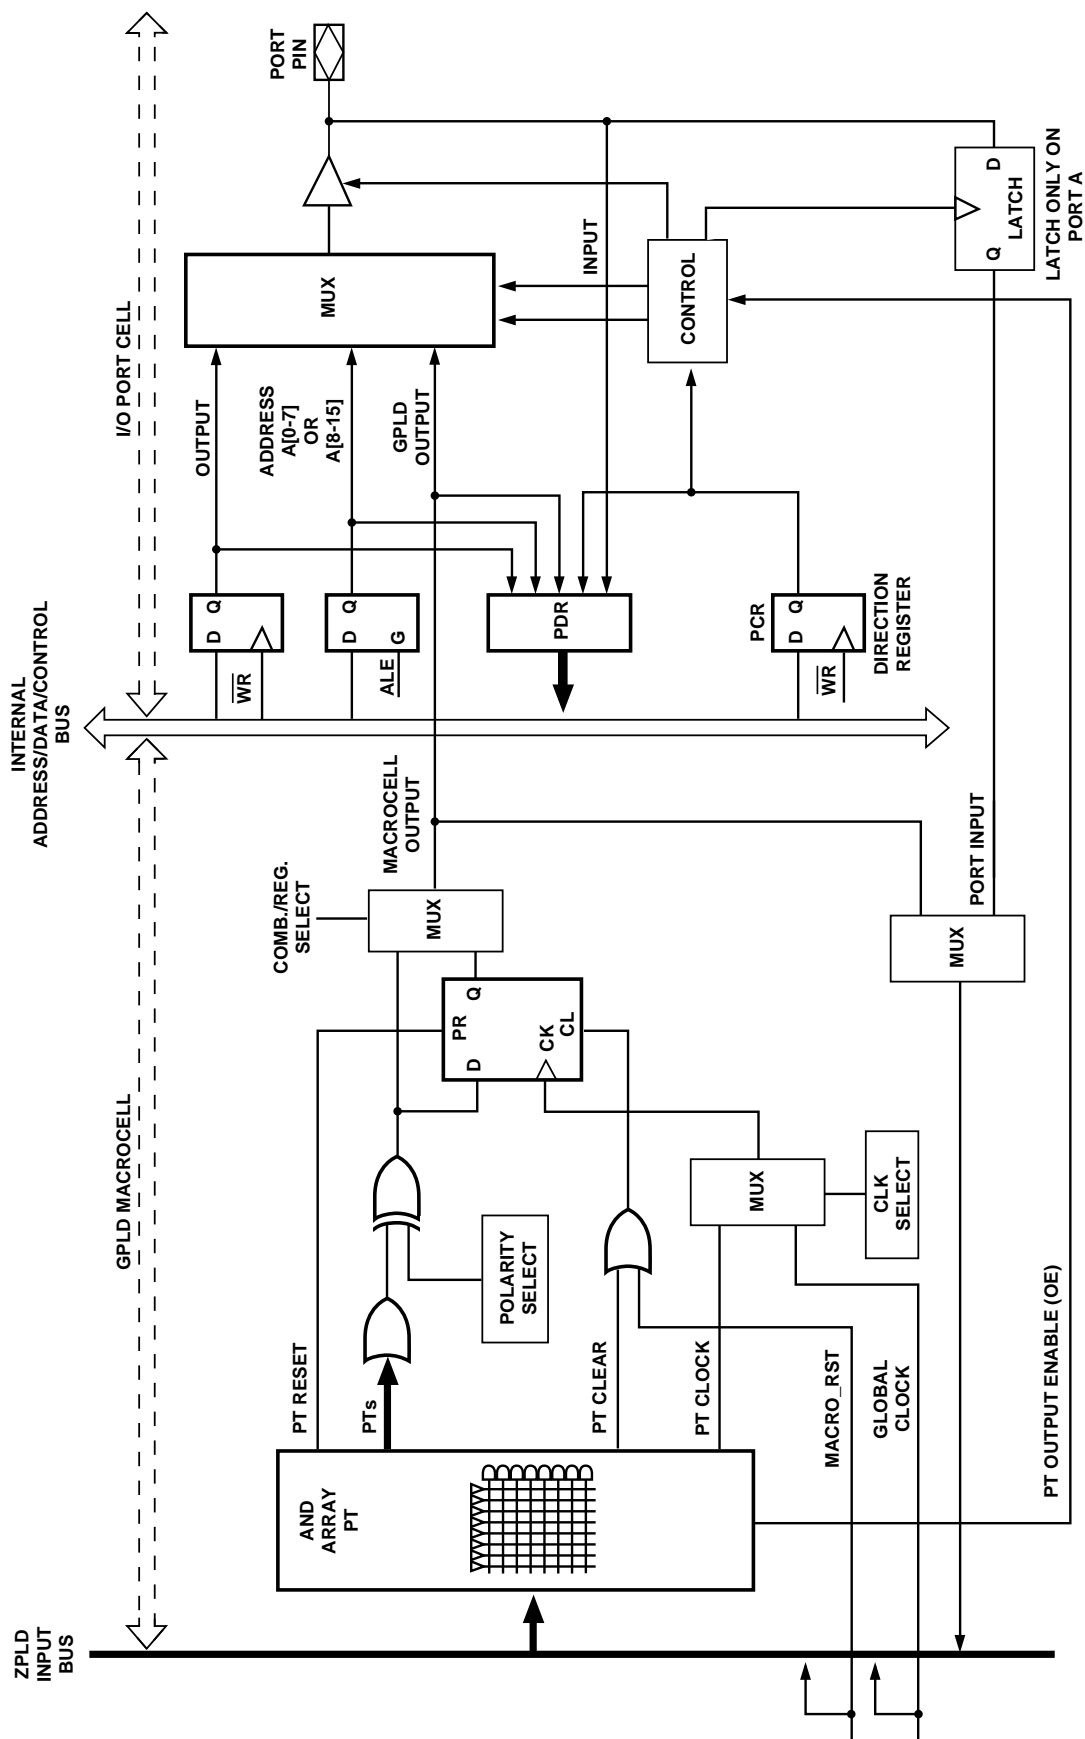 ZPLD
INPUT
BUS
GPLD MACROCELL
INTERNAL
ADDRESS/DATA/CONTROL
BUS
I/O PORT CELL
AND
ARRAY
PT
PT RESET
PTs
PT CLEAR
PT CLOCK
MACRO_RST
GLOBAL
CLOCK
PT OUTPUT ENABLE (OE)
POLARITY
SELECT
MUX
CLK
SELECT
D
PR
Q
CK
CL
COMB./REG.
SELECT
MUX
MACROCELL
OUTPUT
MUX
PORT INPUT
D Q
WR
D Q
ALE
G
PDR
PCR
D Q
WR
DIRECTION
REGISTER
OUTPUT
ADDRESS
A[0-7]
OR
A[8-15]
GPLD
OUTPUT
MUX
INPUT
CONTROL
Q
D
LATCH
LATCH ONLY ON
PORT A
PORT
PIN